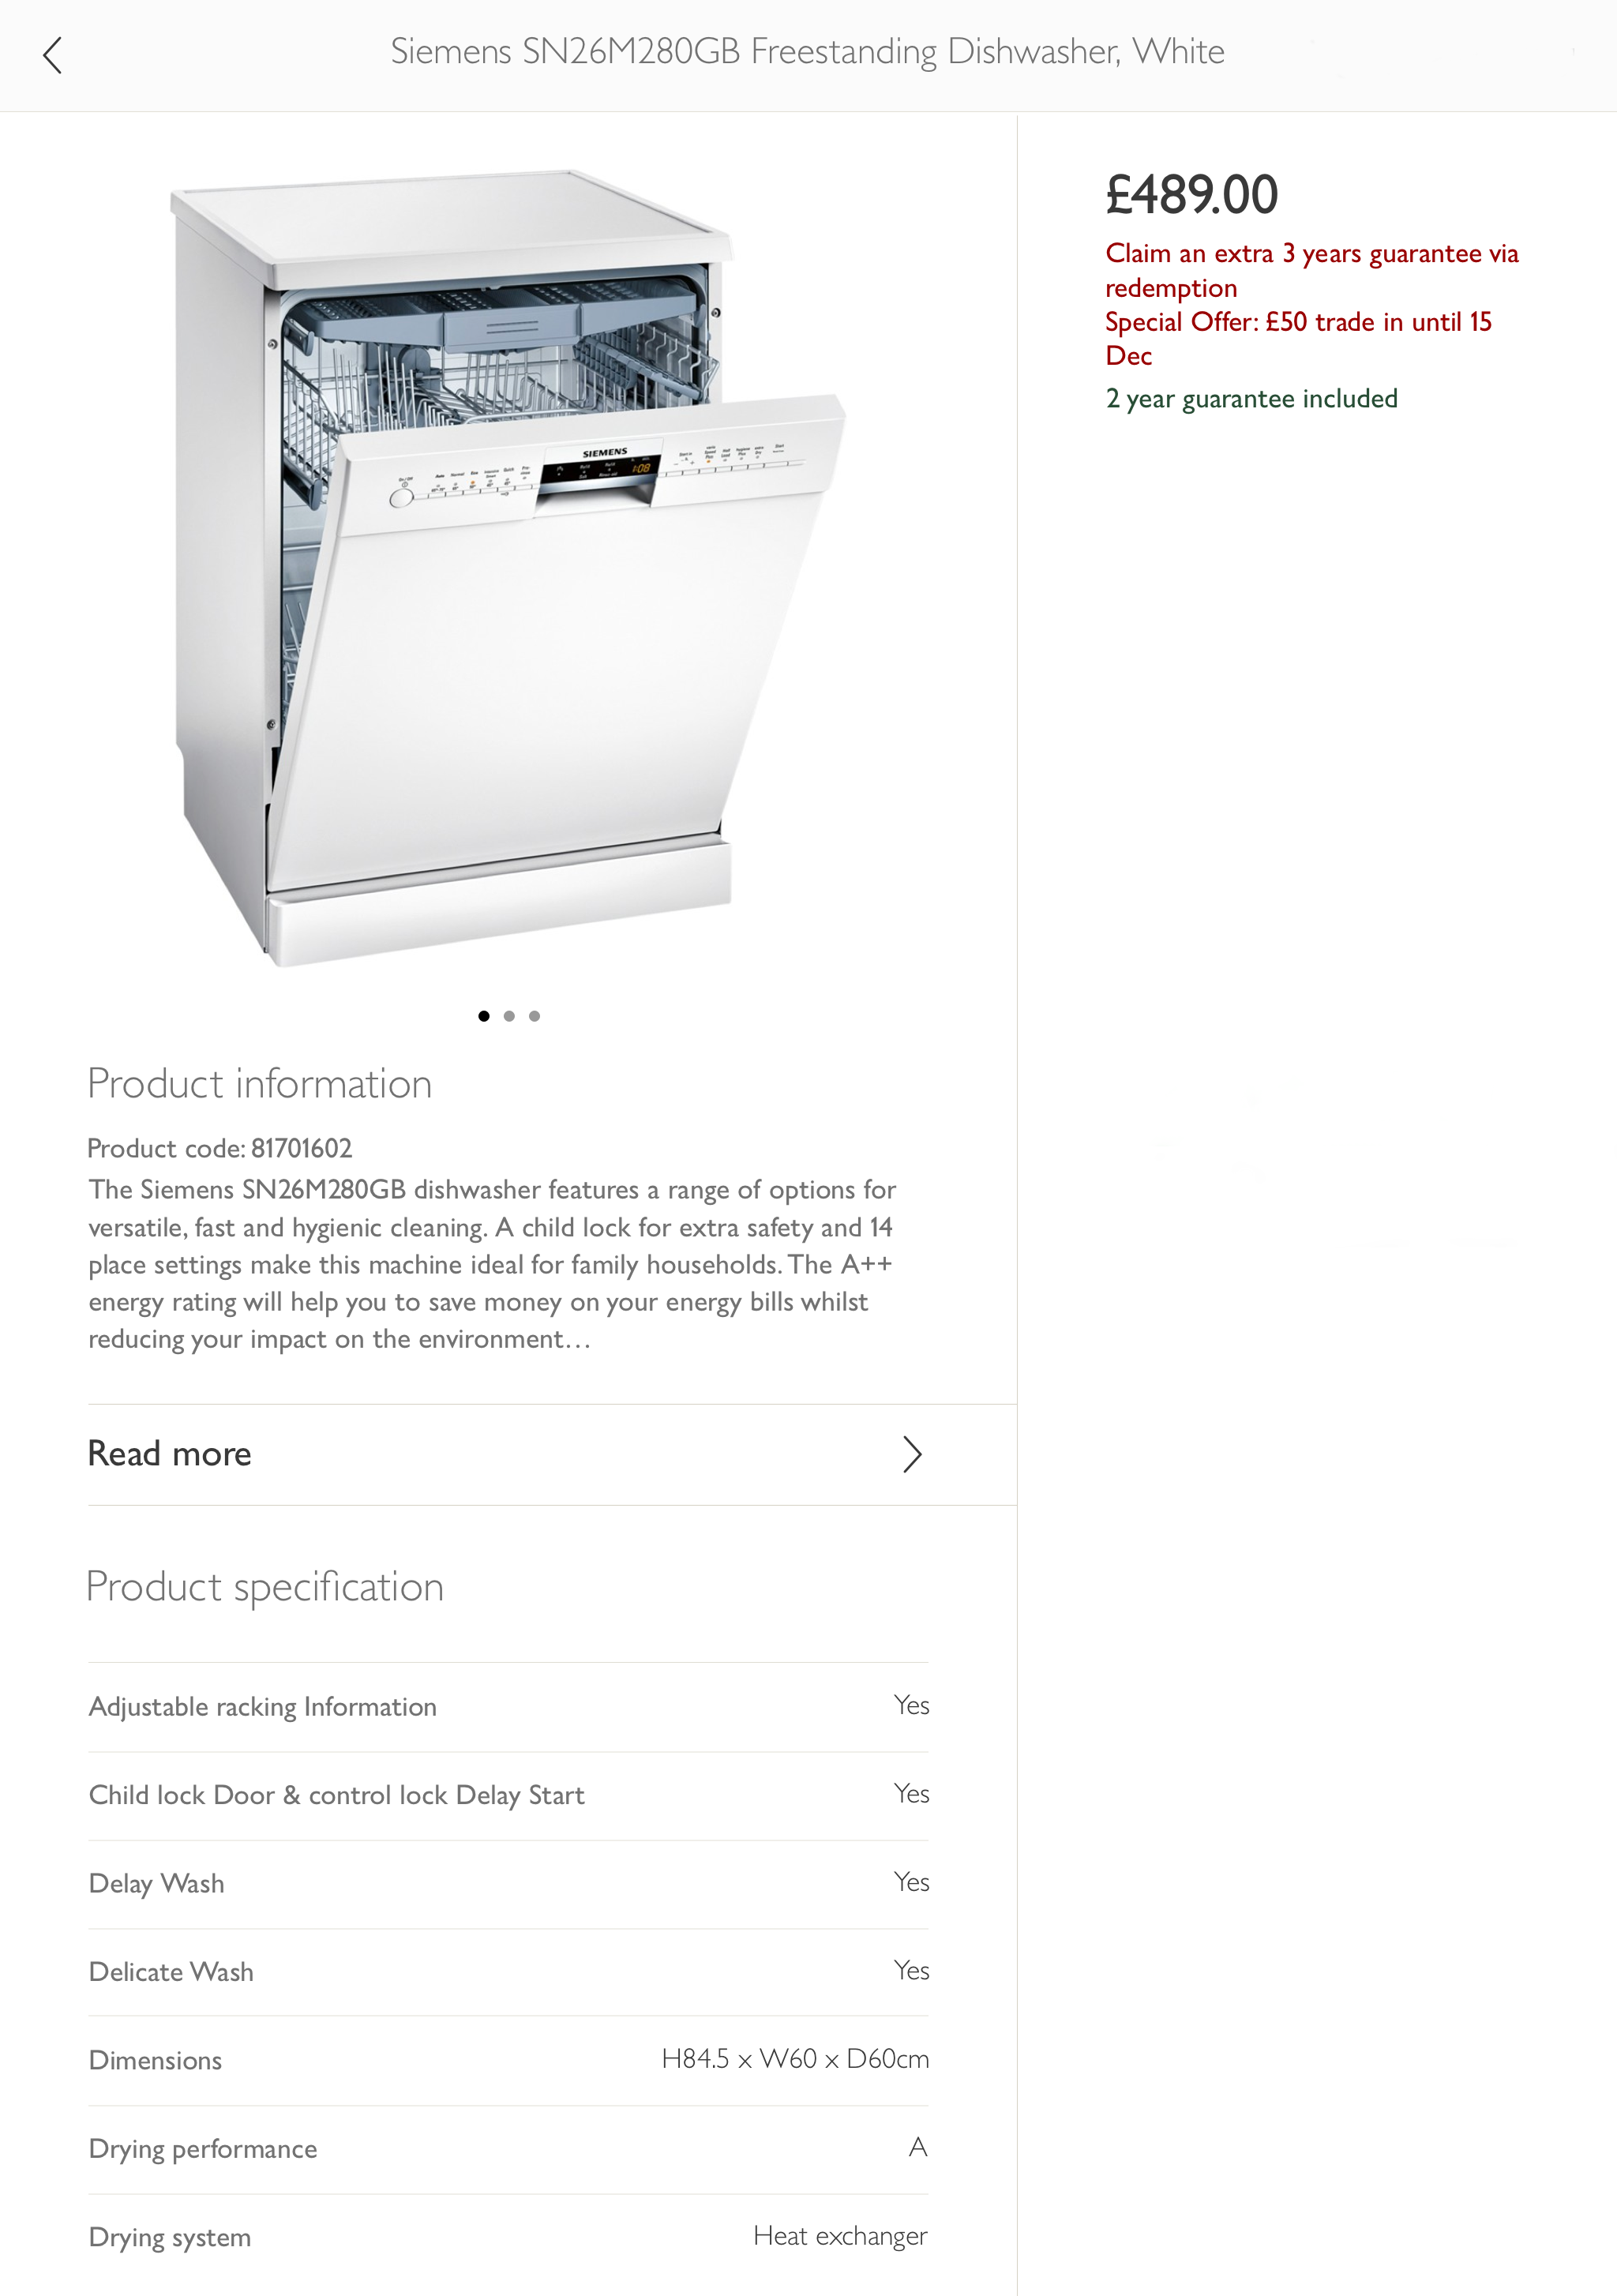 Siemens SN26M280GB Freestanding Dishwasher, White
£489.00
Claim an extra 3 years guarantee via
redemption
Special Offer: £50 trade in until 15
Dec
2 year guarantee included
SIEMENS
1:08
Product information
Product code: 81701602
The Siemens SN26M280GB dishwasher features a range of options for
versatile, fast and hygienic cleaning. A child lock for extra safety and 14
place settings make this machine ideal for family households. The A++
energy rating will help you to save money on your energy bills whilst
reducing your impact on the environment…
Read more
Product specification
Adjustable racking Information Yes
Child lock Door & control lock Delay Start Yes
Delay Wash Yes
Delicate Wash Yes
Dimensions H84.5 x W60 x D60cm
Drying performance A
Drying system Heat exchanger